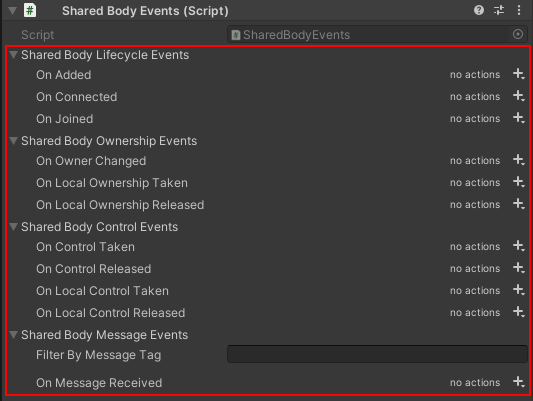 Shared Body Events (Script)
Script SharedBodyEvents
Shared Body Lifecycle Events
On Added no actions
On Connected no actions
On Joined no actions
Shared Body Ownership Events
On Owner Changed no actions
On Local Ownership Taken no actions
On Local Ownership Released no actions
Shared Body Control Events
On Control Taken no actions
On Control Released no actions
On Local Control Taken no actions
On Local Control Released no actions
Shared Body Message Events
Filter By Message Tag
On Message Received no actions